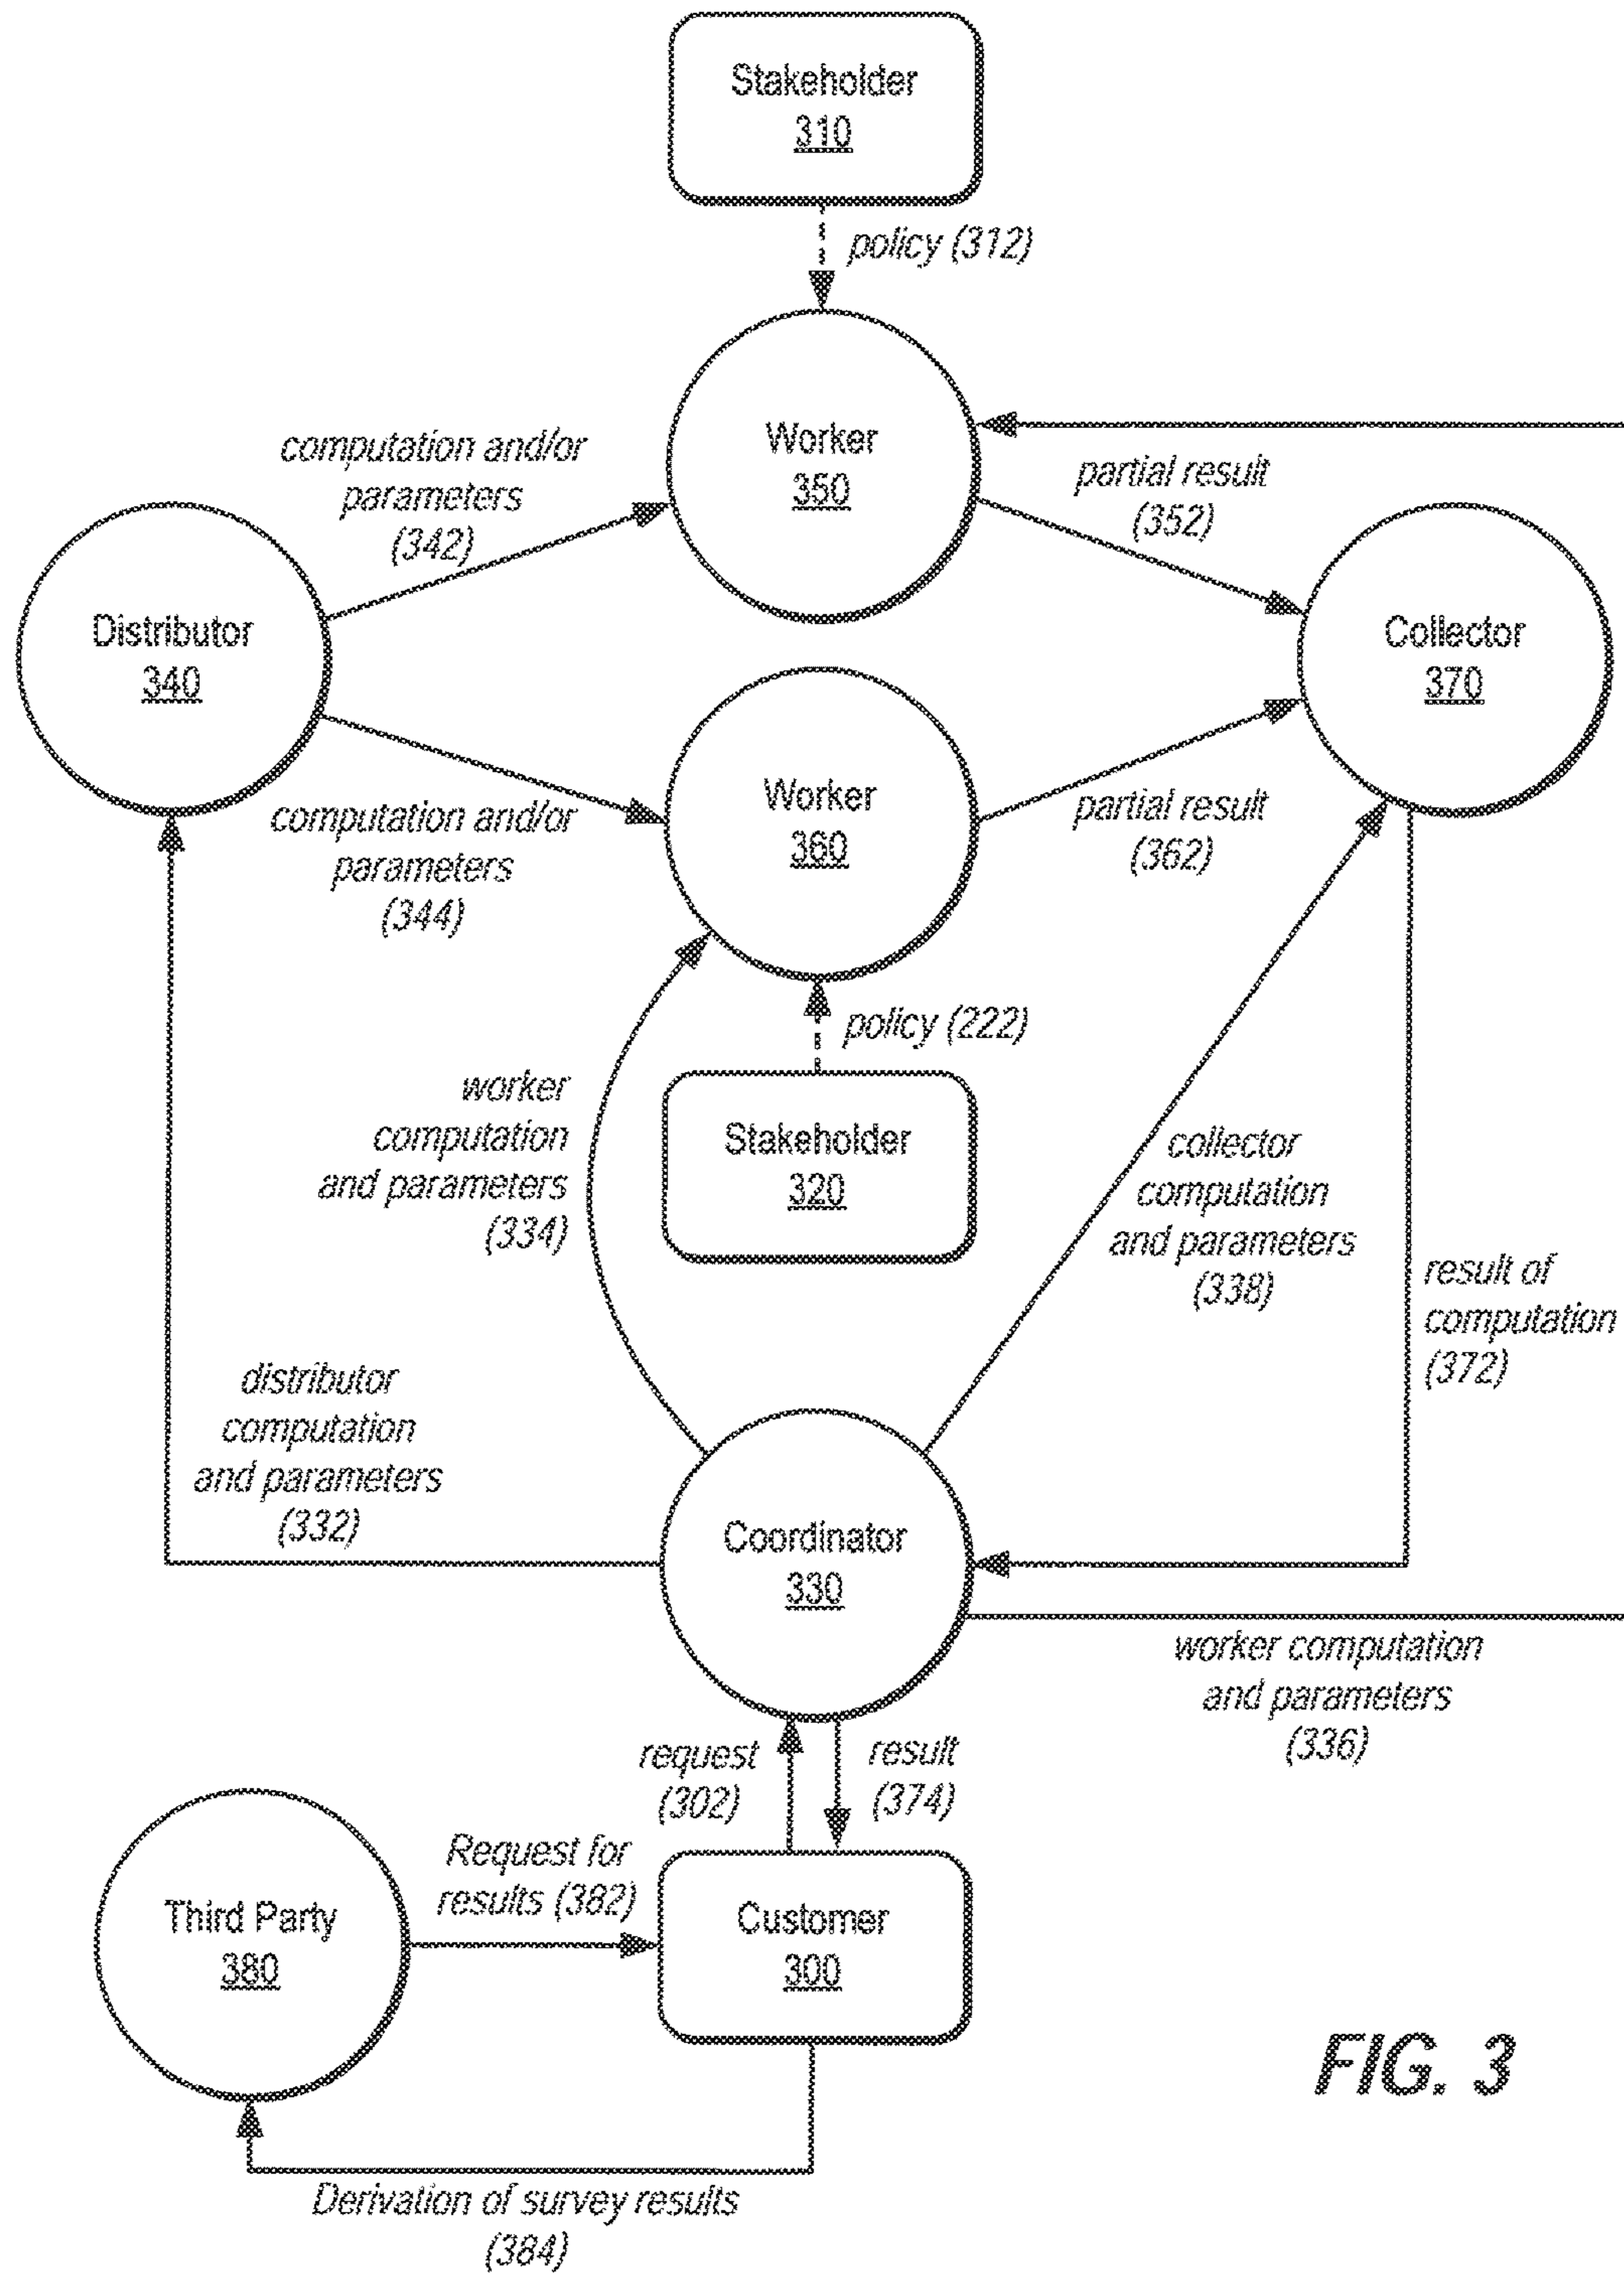 Stakeholder
310
policy (312)
Worker
350
computation and/or
parameters
(342)
partial result
(352)
Distributor
340
Collector
370
Worker
360
computation and/or
parameters
(344)
partial result
(362)
policy (222)
Stakeholder
320
worker
computation
and parameters
(334)
collector
computation
and parameters
(338)
result of
computation
(372)
distributor
computation
and parameters
(332)
Coordinator
330
worker computation
and parameters
(336)
request
(302)
result
(374)
Third Party
380
Request for
results (382)
Customer
300
Derivation of survey results
(384)
FIG. 3